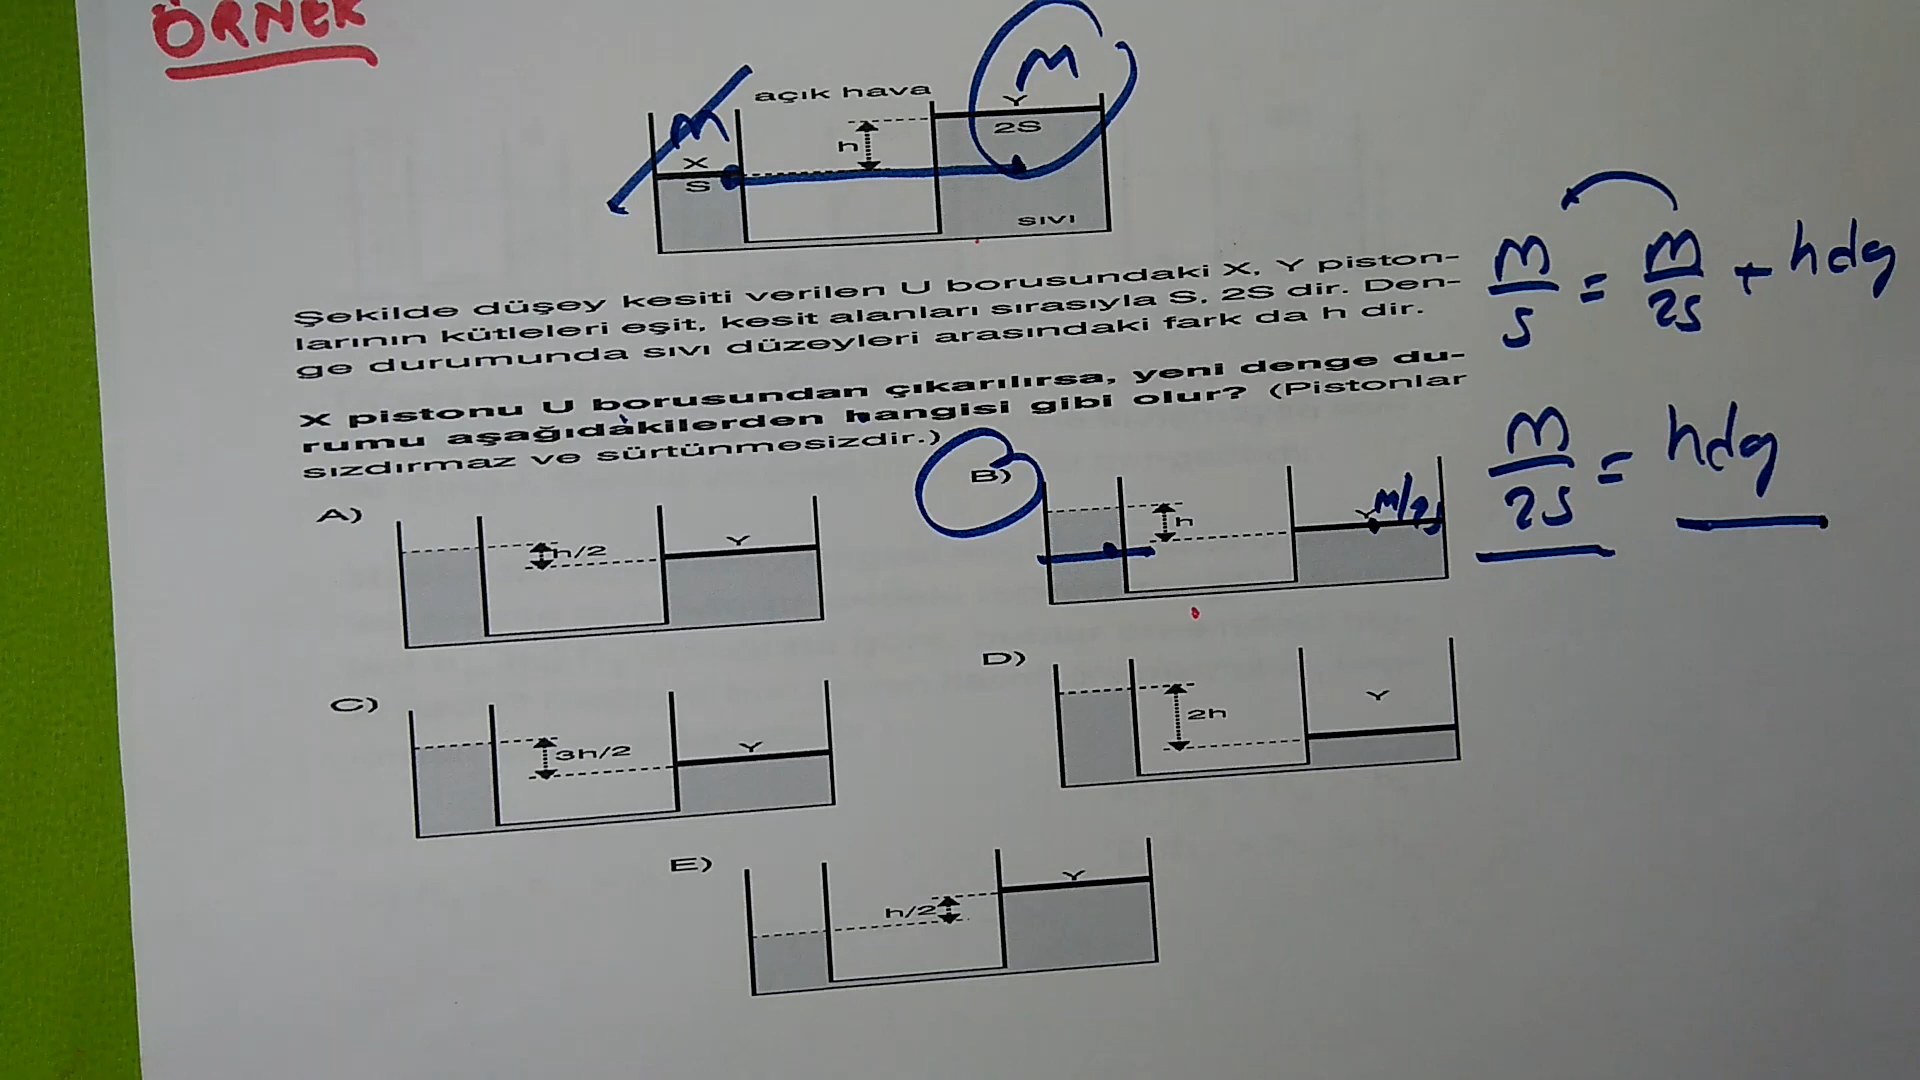 ÖRNEK
M
M
açık hava
Y
2S
h
X
S
SIVI
Şekilde düşey kesiti verilen U borusundaki X, Y piston-
larının kütleleri eşit, kesit alanları sırasıyla S, 2S dir. Den-
ge durumunda sıvı düzeyleri arasındaki fark da h dir.
X pistonu U borusundan çıkarılırsa, yeni denge du-
rumu aşağıdakilerden hangisi gibi olur? (Pistonlar
sızdırmaz ve sürtünmesizdir.)
M/S = M/2S + hdg
M/2S = hdg
A)
h/2
Y
B)
h
Y
M/2S
C)
3h/2
Y
D)
2h
Y
E)
h/2
Y